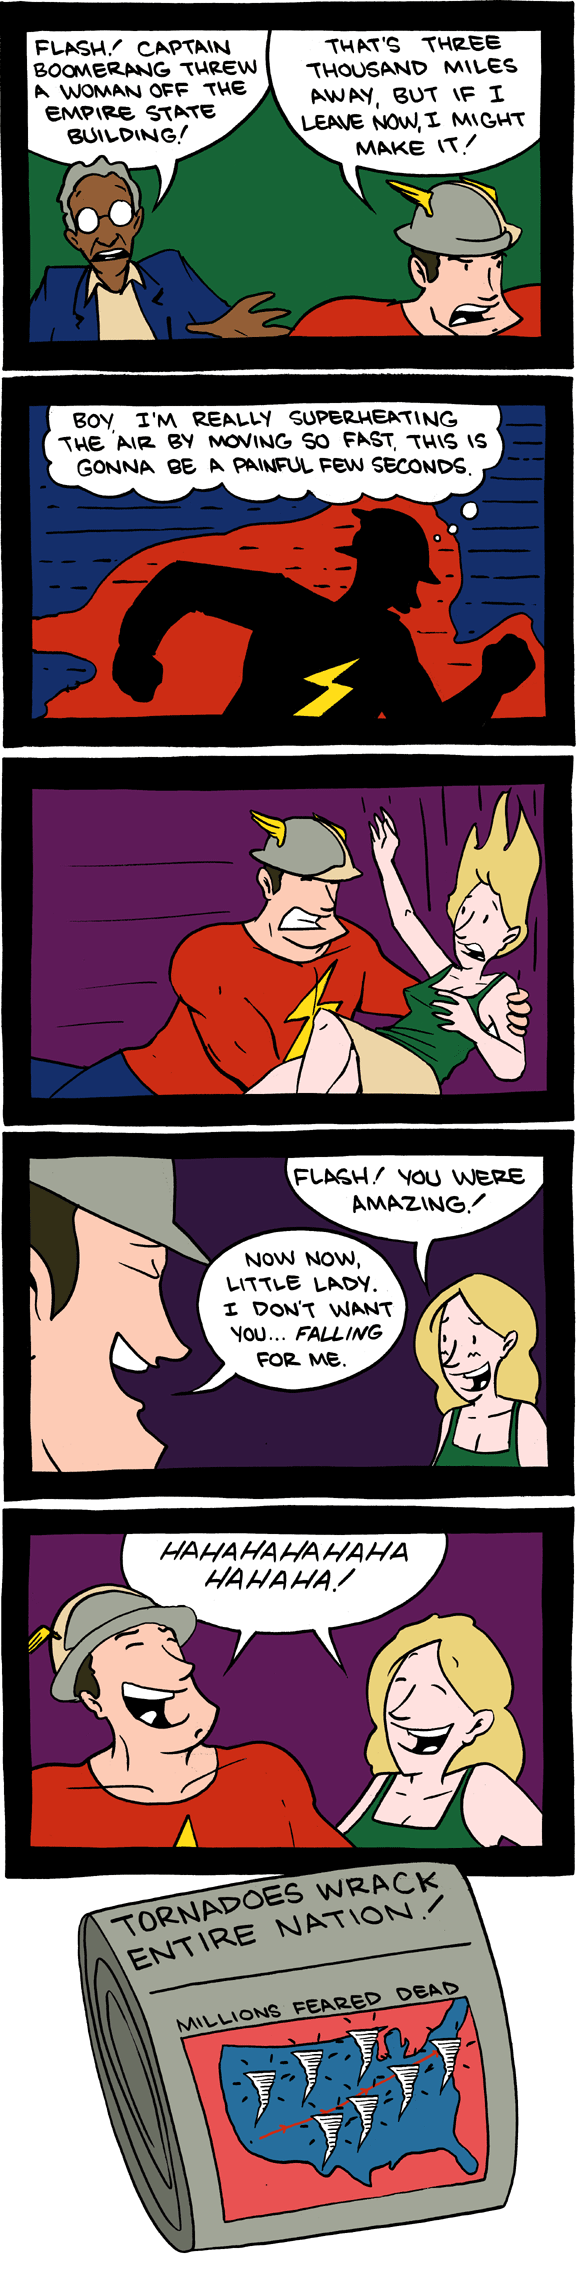 FLASH! CAPTAIN
BOOMERANG THREW
A WOMAN OFF THE
EMPIRE STATE
BUILDING!
THAT'S THREE
THOUSAND MILES
AWAY, BUT IF I
LEAVE NOW, I MIGHT
MAKE IT!
BOY, I'M REALLY SUPERHEATING
THE AIR BY MOVING SO FAST, THIS IS
GONNA BE A PAINFUL FEW SECONDS.
FLASH! YOU WERE
AMAZING!
NOW NOW,
LITTLE LADY.
I DON'T WANT
YOU... FALLING
FOR ME.
HAHAHAHAHAHA
HAHAHA!
TORNADOES WRACK
ENTIRE NATION!
MILLIONS FEARED DEAD